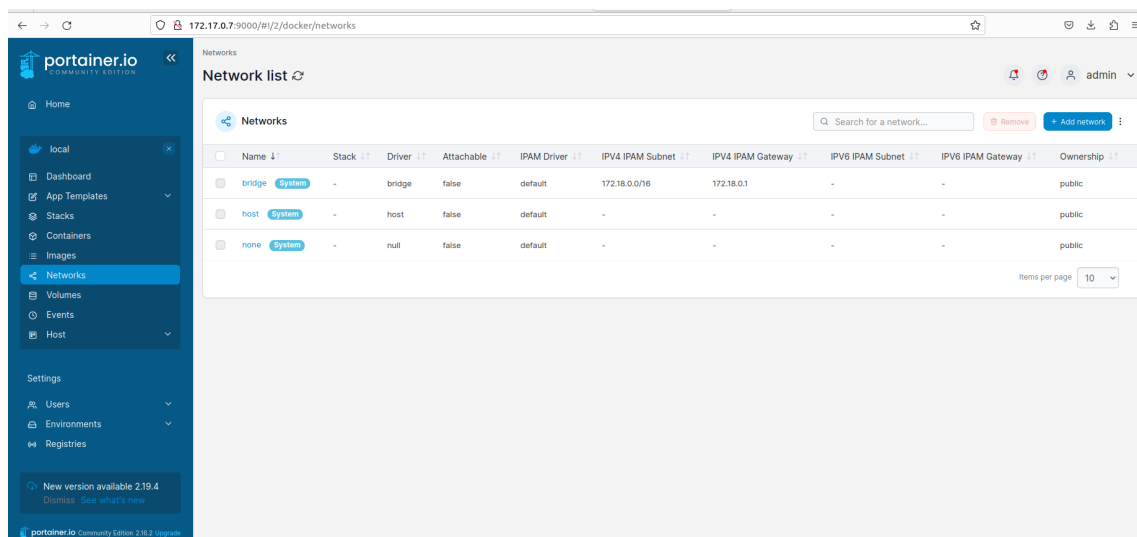 172.17.0.7:9000/#!/2/docker/networks
portainer.io
COMMUNITY EDITION
Home
local
Dashboard
App Templates
Stacks
Containers
Images
Networks
Volumes
Events
Host
Settings
Users
Environments
Registries
New version available 2.19.4
Dismiss See what's new
portainer.io Community Edition 2.16.2 Upgrade
Networks
Network list
admin
Networks
Search for a network...
Remove
+ Add network
Name Stack Driver Attachable IPAM Driver IPV4 IPAM Subnet IPV4 IPAM Gateway IPV6 IPAM Subnet IPV6 IPAM Gateway Ownership
bridge System - bridge false default 172.18.0.0/16 172.18.0.1 - - public
host System - host false default - - - - public
none System - null false default - - - - public
Items per page 10